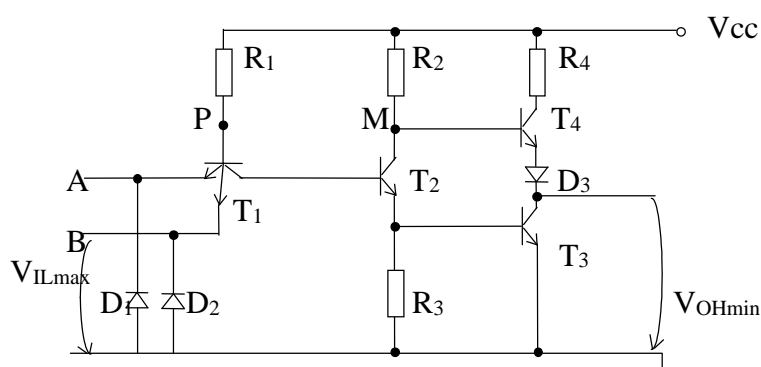 Vcc
R1 R2 R4
P M T4
A T2 D3
T1
B T3
VILmax
D1 D2 R3 VOHmin